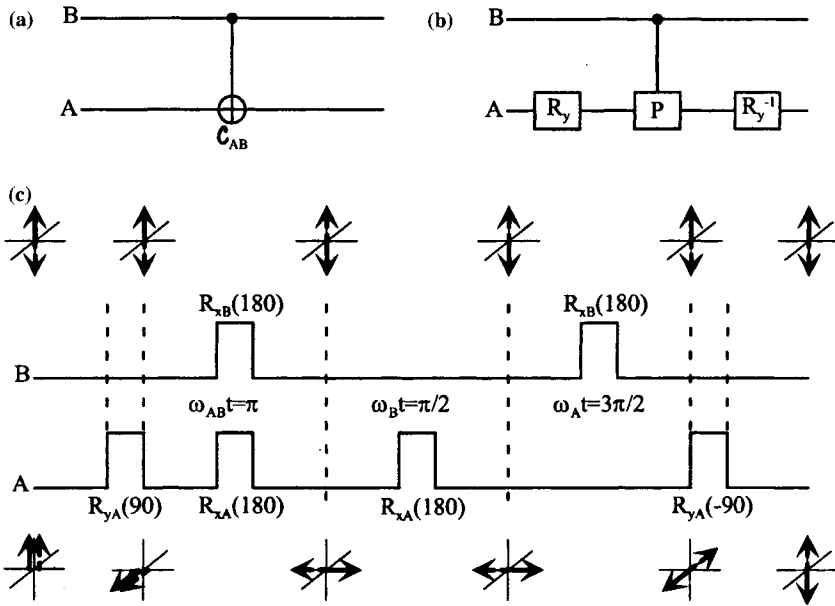 (a)
B
A
C_AB
(b)
B
A R_y P R_y^-1
(c)
R_xB(180) R_xB(180)
B
ω_AB t=π ω_B t=π/2 ω_A t=3π/2
A
R_yA(90) R_xA(180) R_xA(180) R_yA(-90)